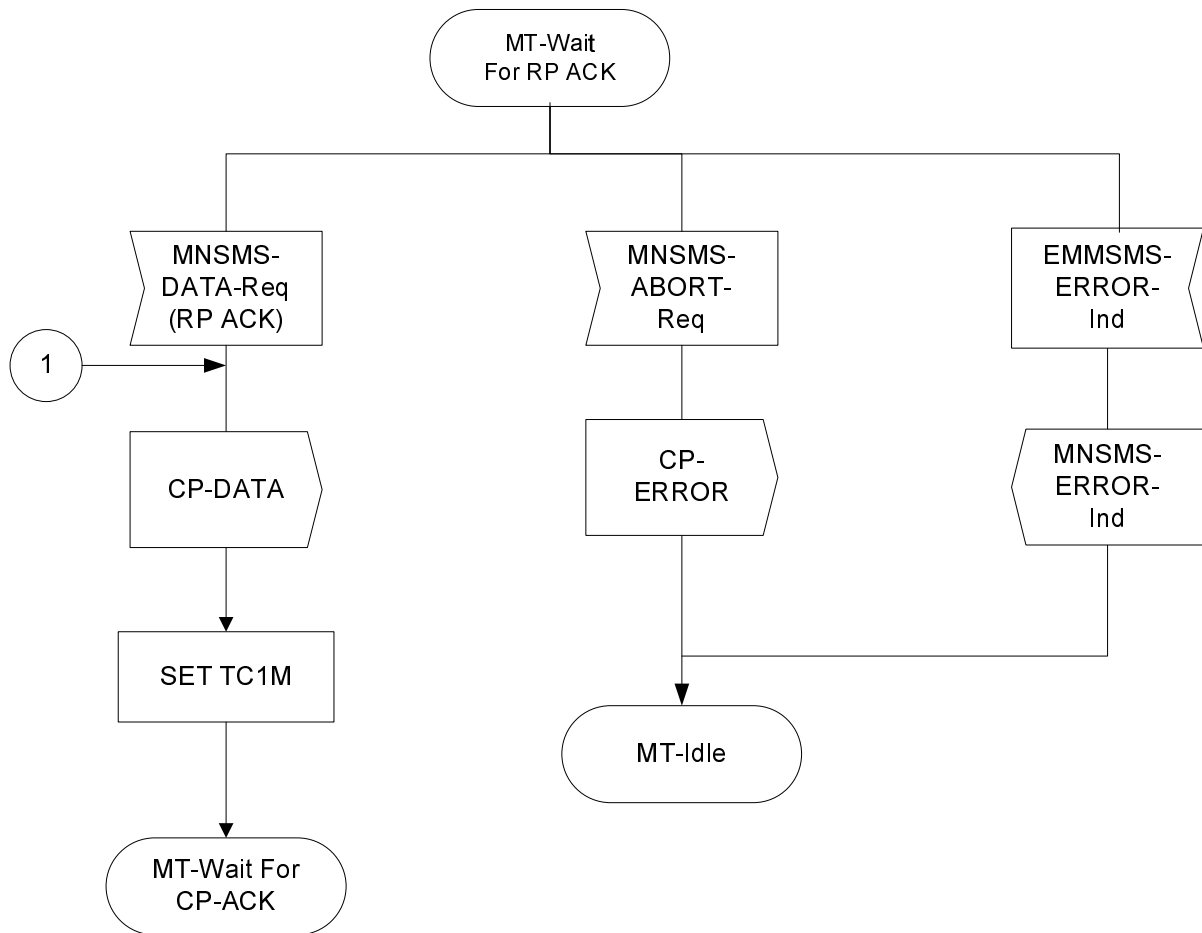 MT-Wait
For RP ACK
MNSMS-
DATA-Req
(RP ACK)
MNSMS-
ABORT-
Req
EMMSMS-
ERROR-
Ind
1
CP-DATA
CP-
ERROR
MNSMS-
ERROR-
Ind
SET TC1M
MT-Idle
MT-Wait For
CP-ACK